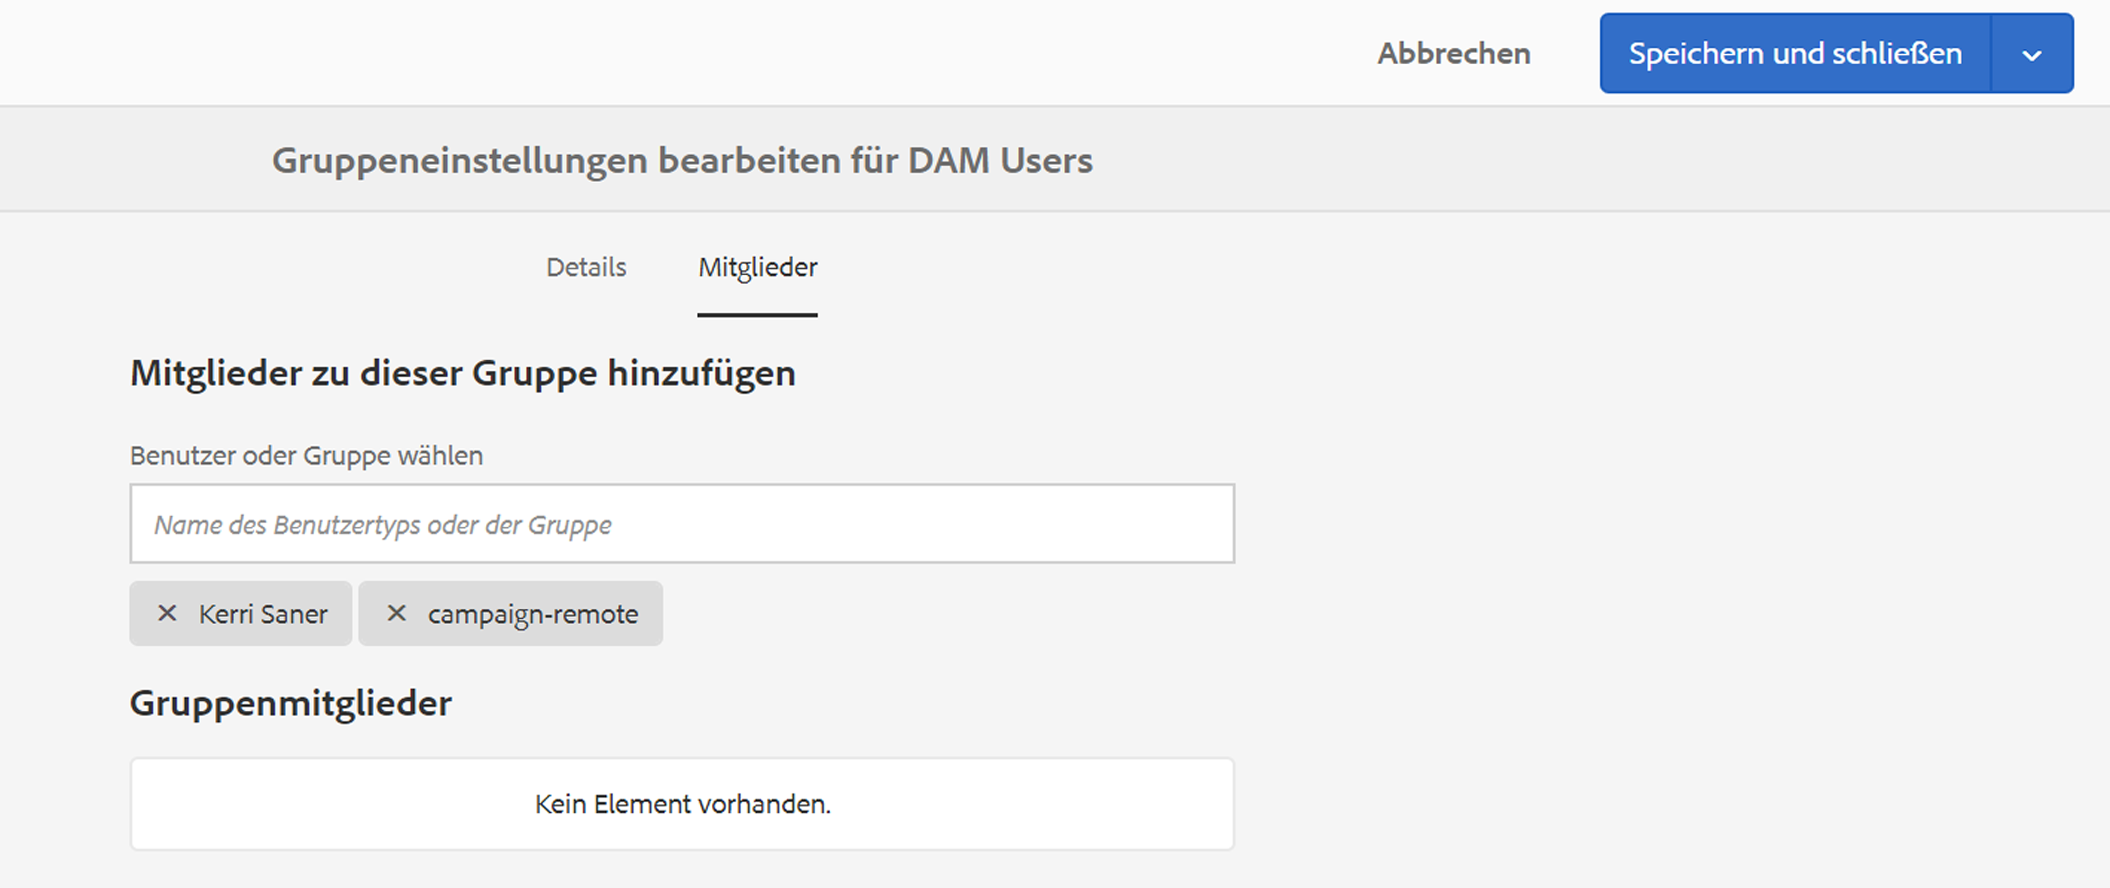 Abbrechen
Speichern und schließen
Gruppeneinstellungen bearbeiten für DAM Users
Details
Mitglieder
Mitglieder zu dieser Gruppe hinzufügen
Benutzer oder Gruppe wählen
Name des Benutzertyps oder der Gruppe
Kerri Saner
campaign-remote
Gruppenmitglieder
Kein Element vorhanden.